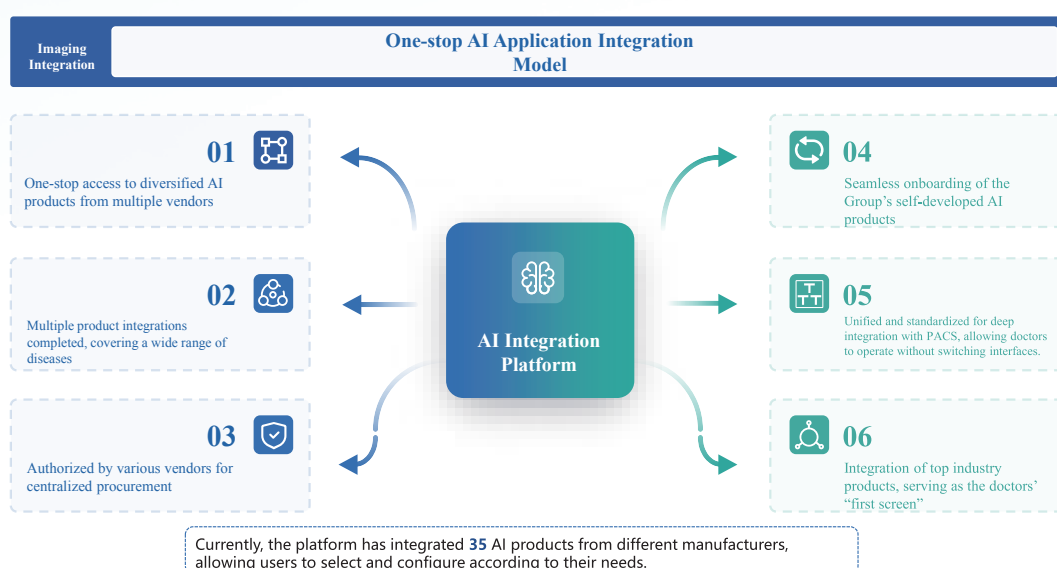 Imaging
Integration
One-stop AI Application Integration
Model
01
One-stop access to diversified AI
products from multiple vendors
02
Multiple product integrations
completed, covering a wide range of
diseases
03
Authorized by various vendors for
centralized procurement
AI Integration
Platform
04
Seamless onboarding of the
Group’s self-developed AI
products
05
T
T T
Unified and standardized for deep
integration with PACS, allowing doctors
to operate without switching interfaces.
06
Integration of top industry
products, serving as the doctors’
“first screen”
Currently, the platform has integrated 35 AI products from different manufacturers,
allowing users to select and configure according to their needs.